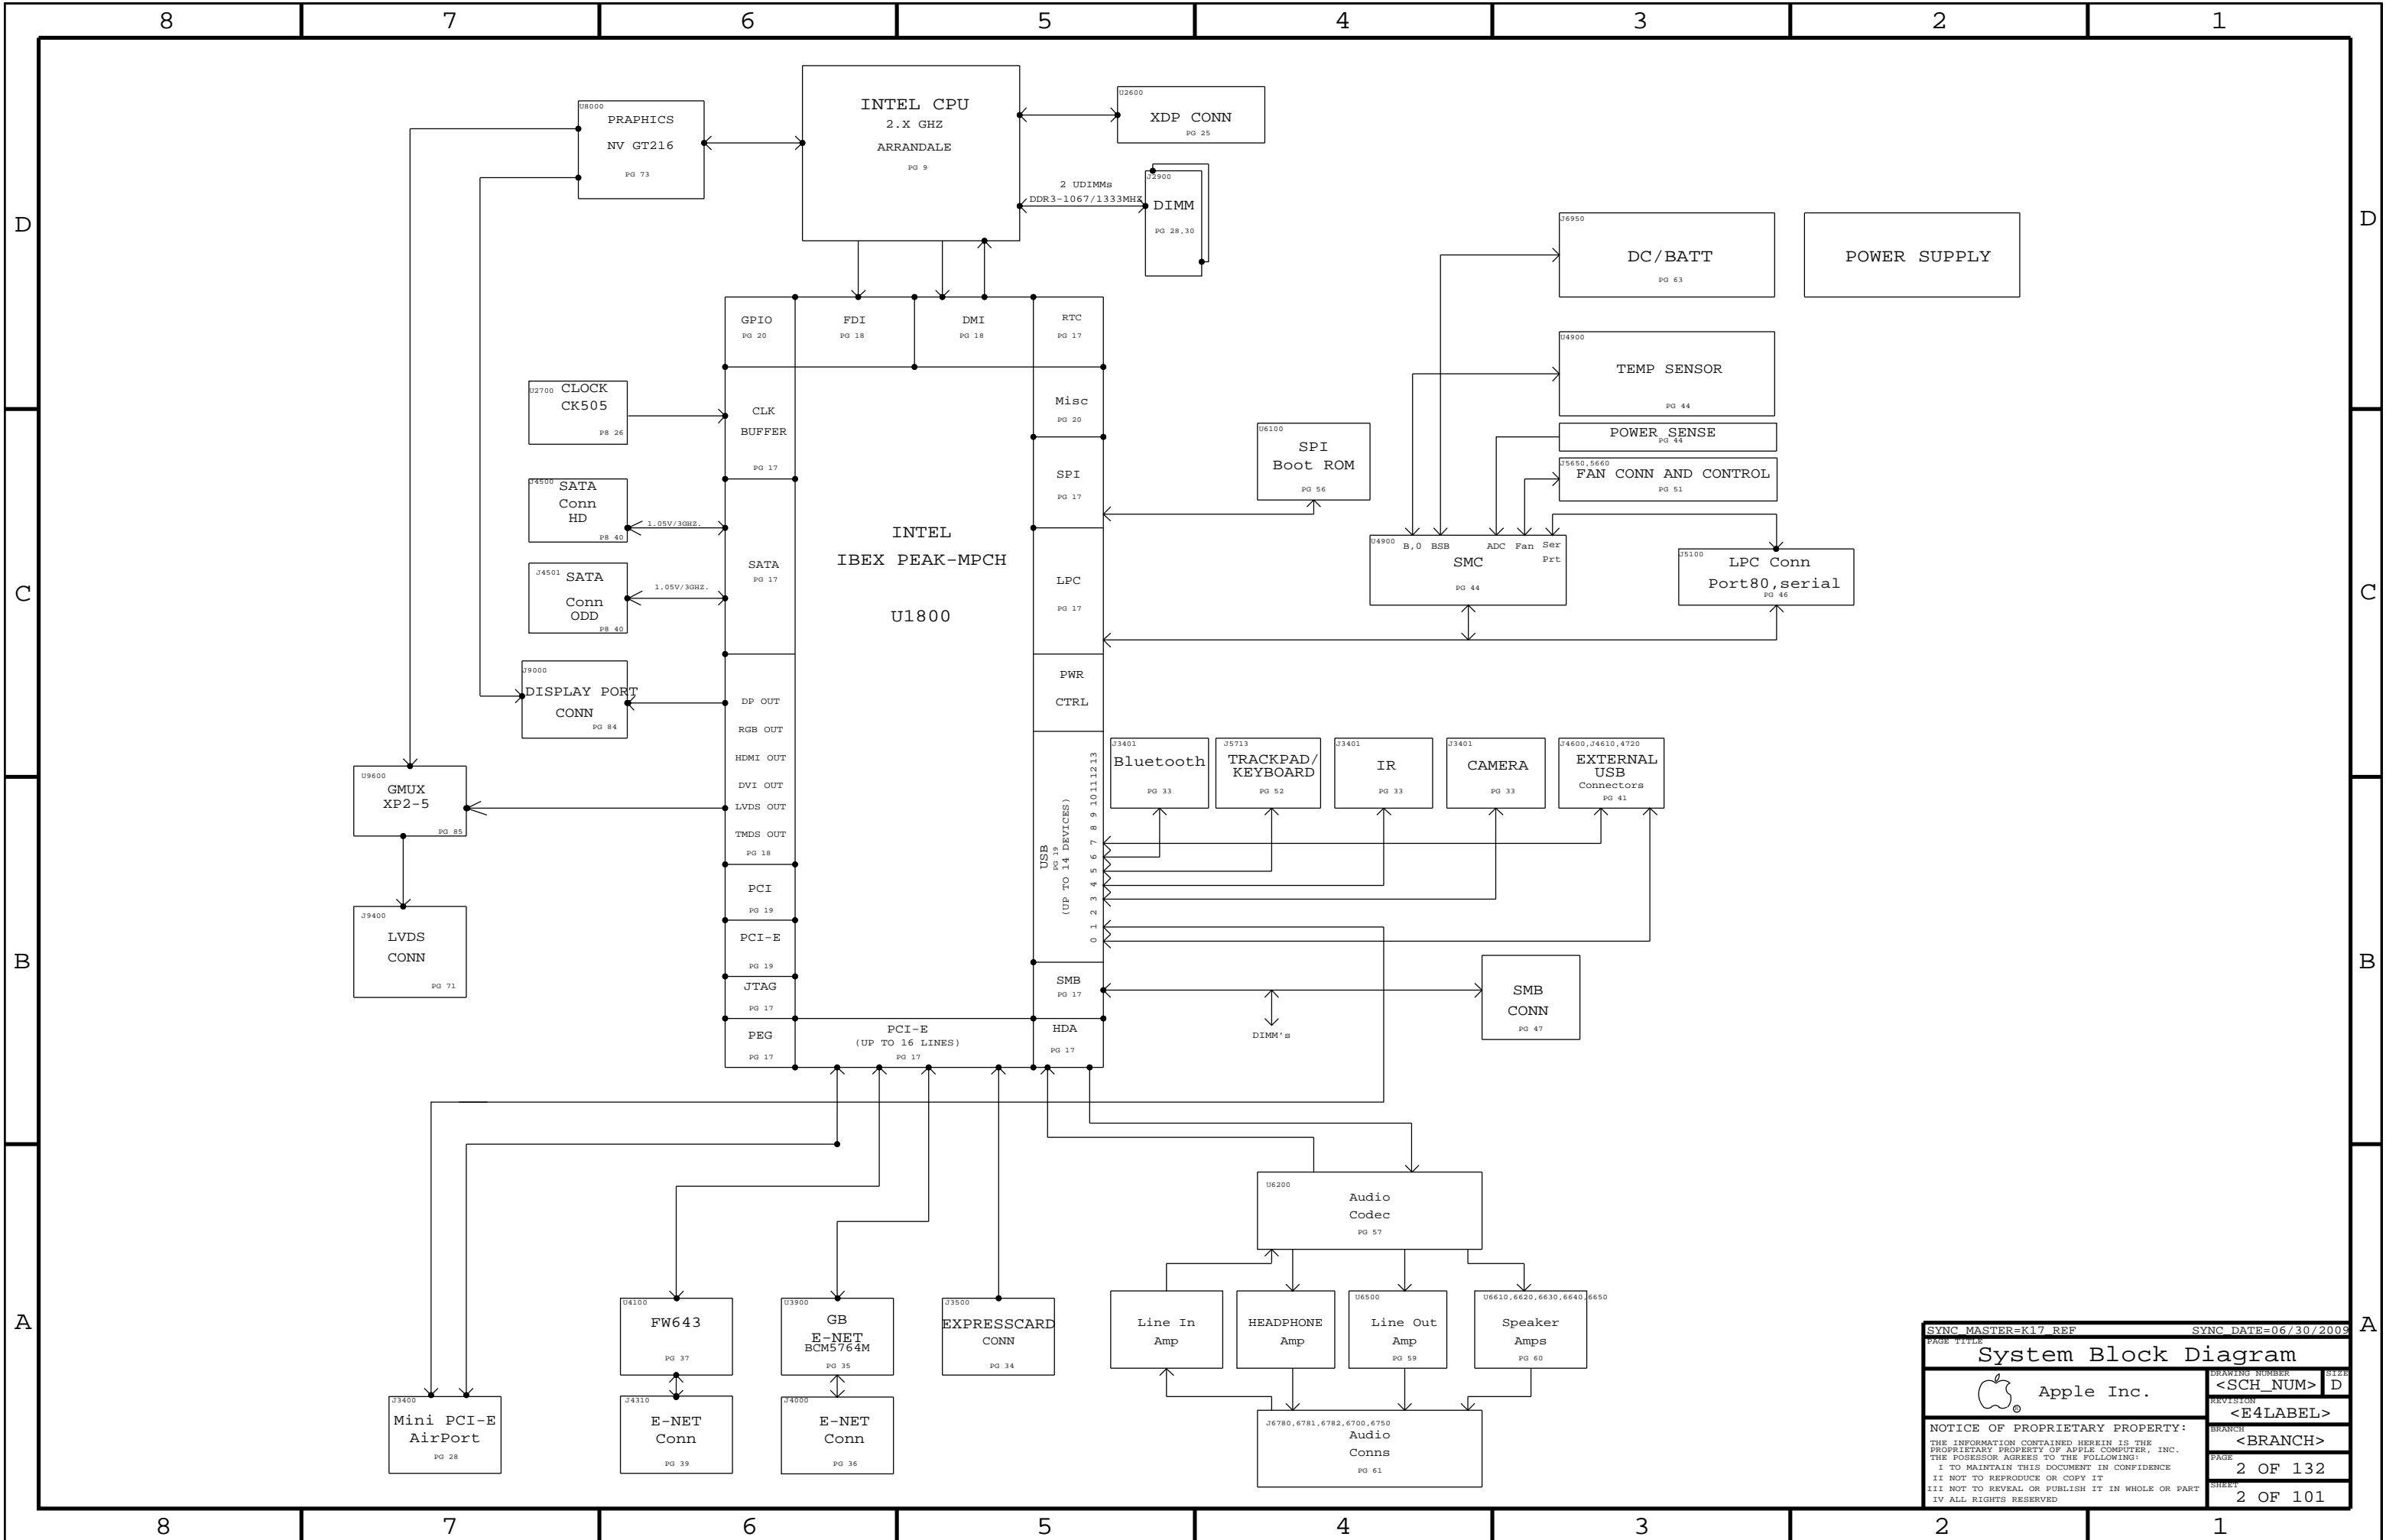 8 7 6 5 4 3 2 1
D
C
B
A
U8000
PRAPHICS
NV GT216
PG 73
INTEL CPU
2.X GHZ
ARRANDALE
PG 9
U2600
XDP CONN
PG 25
2 UDIMMs
DDR3-1067/1333MHZ
J2900
DIMM
PG 28,30
J6950
DC/BATT
PG 63
POWER SUPPLY
U4900
TEMP SENSOR
PG 44
POWER SENSE
PG 44
J5650,5660
FAN CONN AND CONTROL
PG 51
GPIO
PG 20
FDI
PG 18
DMI
PG 18
RTC
PG 17
U2700
CLOCK
CK505
P8 26
CLK
BUFFER
PG 17
Misc
PG 20
J4500
SATA
Conn
HD
P8 40
1.05V/3GHZ.
SPI
PG 17
U6100
SPI
Boot ROM
PG 56
INTEL
IBEX PEAK-MPCH
U1800
J4501
SATA
Conn
ODD
P8 40
1.05V/3GHZ.
SATA
PG 17
LPC
PG 17
U4900
B,0 BSB ADC Fan Ser
Prt
SMC
PG 44
J5100
LPC Conn
Port80,serial
PG 46
J9000
DISPLAY PORT
CONN
PG 84
DP OUT
RGB OUT
HDMI OUT
DVI OUT
LVDS OUT
TMDS OUT
PG 18
PWR
CTRL
U9600
GMUX
XP2-5
PG 85
J9400
LVDS
CONN
PG 71
J3401
Bluetooth
PG 33
J5713
TRACKPAD/
KEYBOARD
PG 52
J3401
IR
PG 33
J3401
CAMERA
PG 33
J4600,J4610,4720
EXTERNAL
USB
Connectors
PG 41
USB
PG 19
(UP TO 14 DEVICES)
0 1 2 3 4 5 6 7 8 9 10 11 12 13
PCI
PG 19
PCI-E
PG 19
JTAG
PG 17
PEG
PG 17
PCI-E
(UP TO 16 LINES)
PG 17
SMB
PG 17
HDA
PG 17
DIMM's
SMB
CONN
PG 47
U6200
Audio
Codec
PG 57
Line In
Amp
HEADPHONE
Amp
U6500
Line Out
Amp
PG 59
U6610,6620,6630,6640,6650
Speaker
Amps
PG 60
J6780,6781,6782,6700,6750
Audio
Conns
PG 61
U4100
FW643
PG 37
U3900
GB
E-NET
BCM5764M
PG 35
J3500
EXPRESSCARD
CONN
PG 34
J3400
Mini PCI-E
AirPort
PG 28
J4310
E-NET
Conn
PG 39
J4000
E-NET
Conn
PG 36
SYNC_MASTER=K17_REF SYNC_DATE=06/30/2009
PAGE TITLE
System Block Diagram
Apple Inc.
®
DRAWING NUMBER
<SCH_NUM>
SIZE
D
REVISION
<E4LABEL>
BRANCH
<BRANCH>
PAGE
2 OF 132
SHEET
2 OF 101
NOTICE OF PROPRIETARY PROPERTY:
THE INFORMATION CONTAINED HEREIN IS THE
PROPRIETARY PROPERTY OF APPLE COMPUTER, INC.
THE POSESSOR AGREES TO THE FOLLOWING:
I TO MAINTAIN THIS DOCUMENT IN CONFIDENCE
II NOT TO REPRODUCE OR COPY IT
III NOT TO REVEAL OR PUBLISH IT IN WHOLE OR PART
IV ALL RIGHTS RESERVED
D
C
B
A
8 7 6 5 4 3 2 1